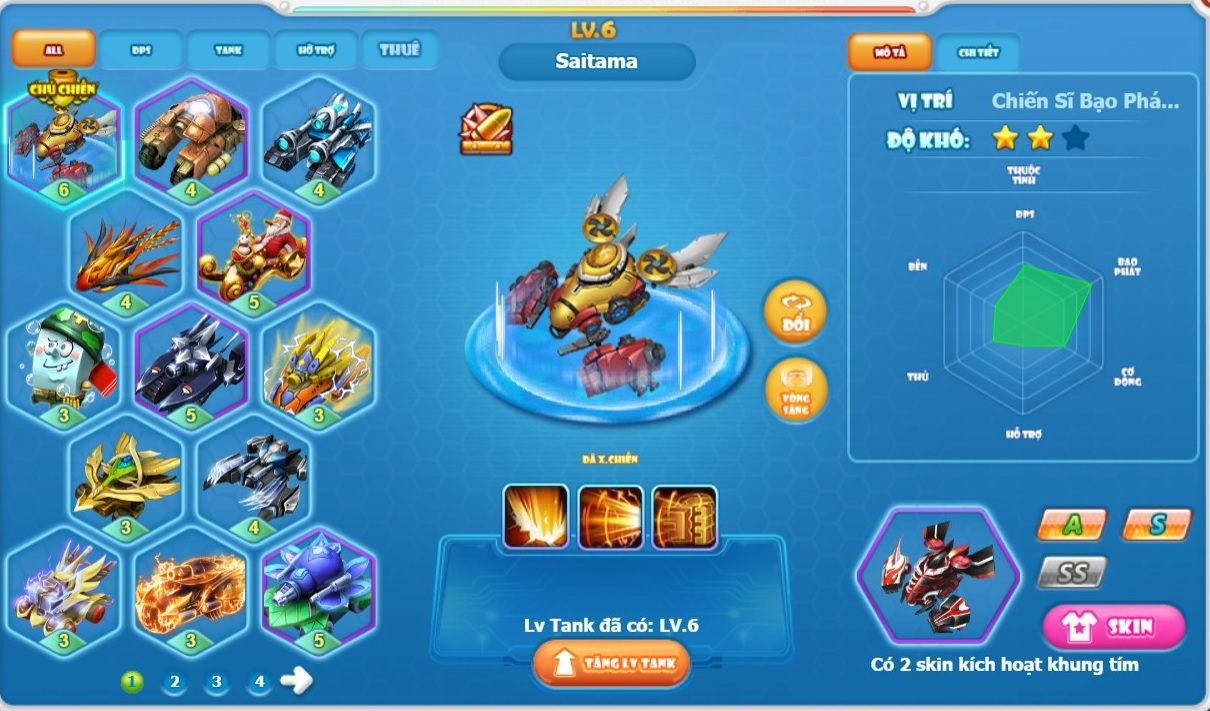 ALL
DPS
TANK
HỖ TRỢ
THUÊ
LV.6
Saitama
MÔ TẢ
CHI TIẾT
CHỦ CHIẾN
6
4
4
4
5
3
5
3
3
4
3
3
5
1
2
3
4
ĐỔI
VÒNG
SÁNG
ĐÃ X.CHIẾN
Lv Tank đã có: LV.6
TĂNG LV TANK
VỊ TRÍ
Chiến Sĩ Bạo Phá...
ĐỘ KHÓ:
THUỘC
TÍNH
DPS
BẠO
PHÁT
CƠ
ĐỘNG
HỖ TRỢ
THỦ
BỀN
A
S
SS
SKIN
Có 2 skin kích hoạt khung tím